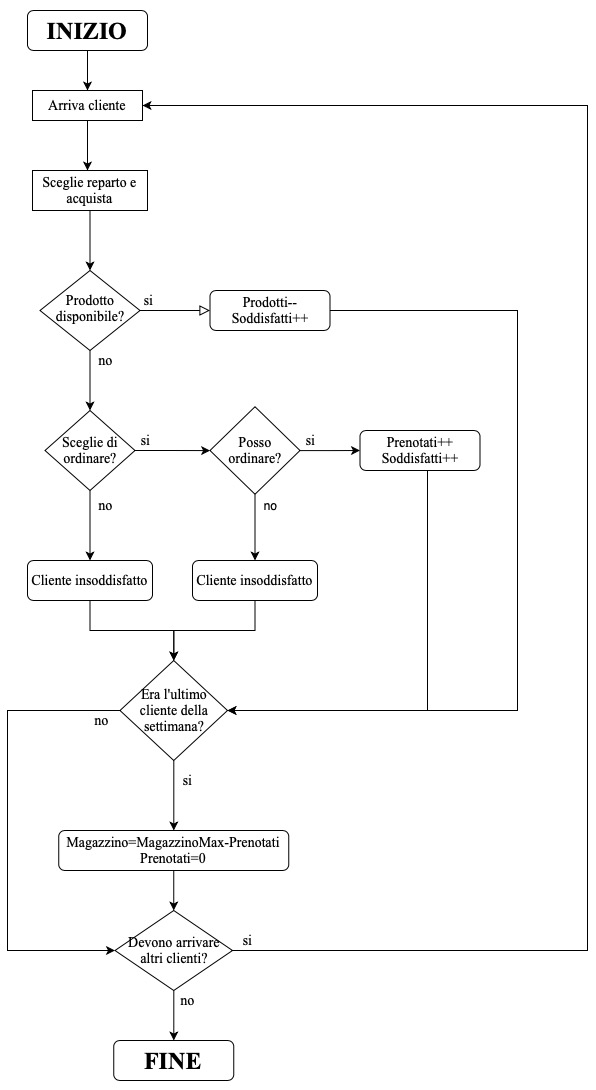 INIZIO
Arriva cliente
Sceglie reparto e
acquista
Prodotto
disponibile?
si
Prodotti--
Soddisfatti++
no
Sceglie di
ordinare?
si
Posso
ordinare?
si
Prenotati++
Soddisfatti++
no
no
Cliente insoddisfatto
Cliente insoddisfatto
Era l'ultimo
cliente della
settimana?
no
si
Magazzino=MagazzinoMax-Prenotati
Prenotati=0
Devono arrivare
altri clienti?
si
no
FINE